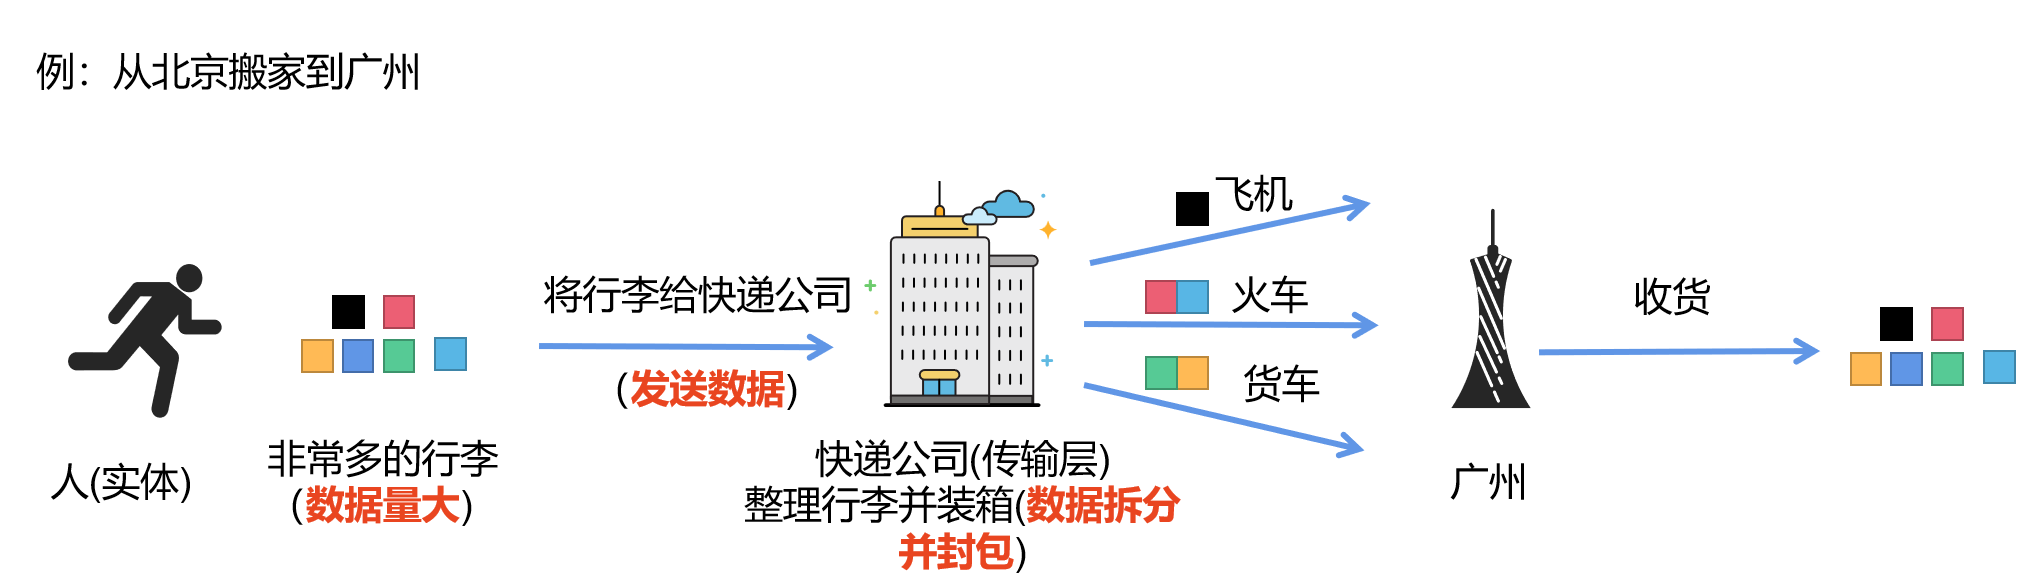 例：从北京搬家到广州
飞机
将行李给快递公司
火车
收货
(发送数据)
货车
人(实体)
非常多的行李
(数据量大)
快递公司(传输层)
整理行李并装箱(数据拆分
并封包)
广州